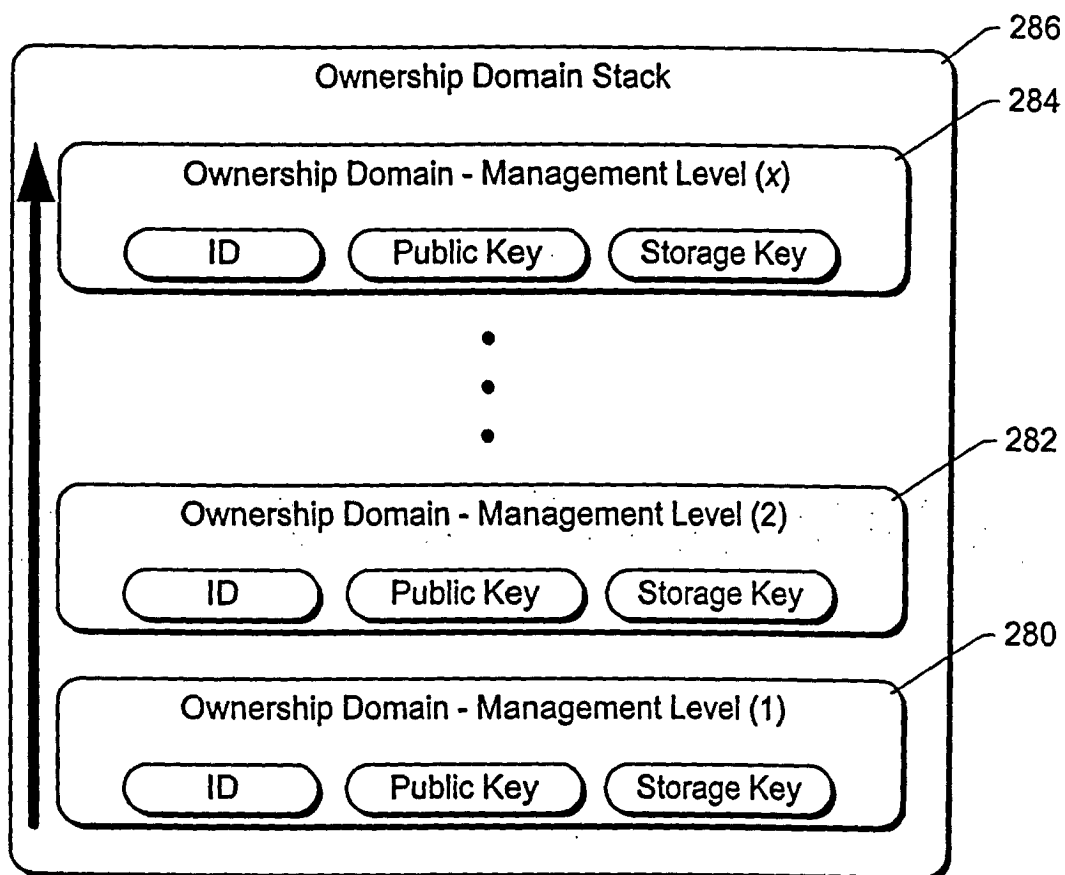 286
Ownership Domain Stack
284
Ownership Domain - Management Level (x)
ID Public Key Storage Key
282
Ownership Domain - Management Level (2)
ID Public Key Storage Key
280
Ownership Domain - Management Level (1)
ID Public Key Storage Key